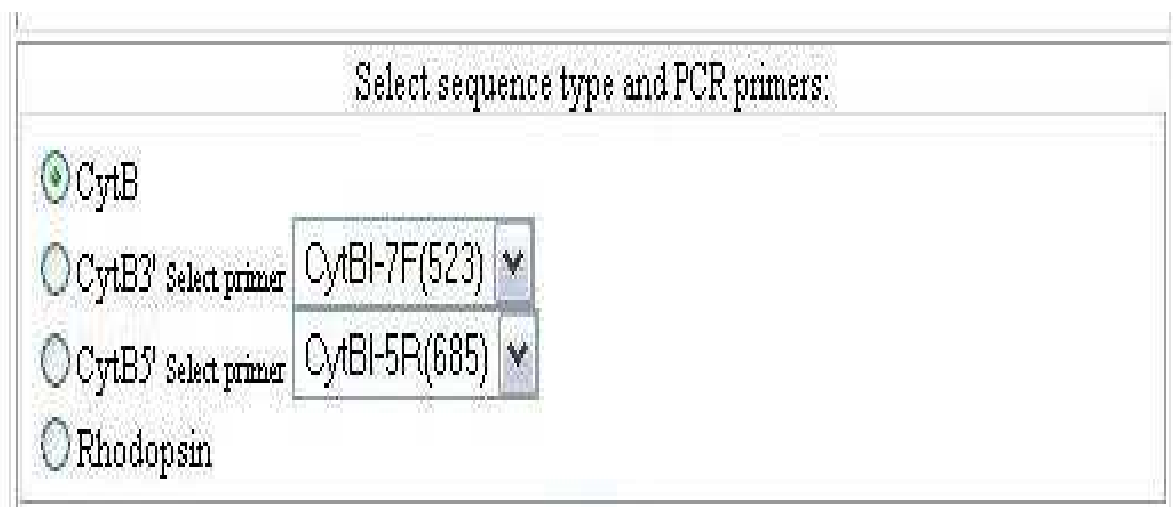 Select sequence type and PCR primers:
CytB
CytB3' Select primer CytBI-7F(523)
CytB5' Select primer CytBI-5R(685)
Rhodopsin